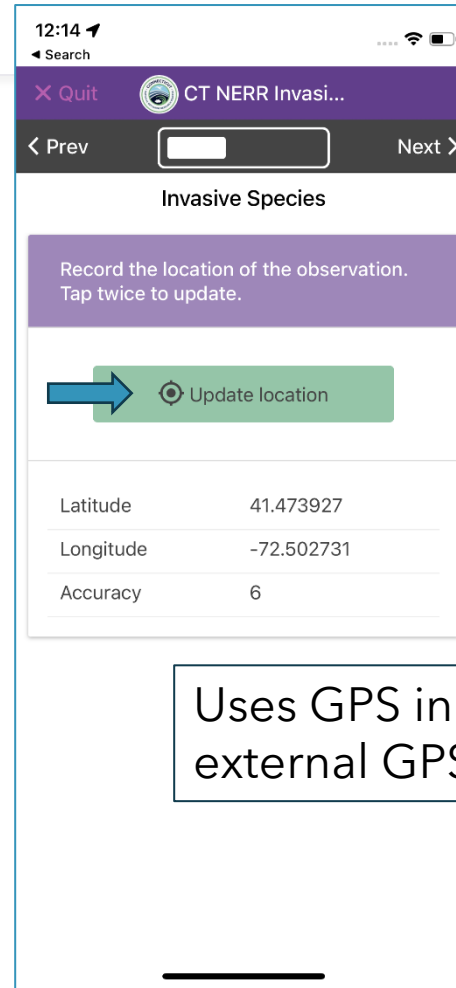 12:14
◄ Search
Quit
CT NERR Invasi...
Prev
Next
Invasive Species
Record the location of the observation.
Tap twice to update.
Update location
Latitude 41.473927
Longitude -72.502731
Accuracy 6
Uses GPS in
external GPS